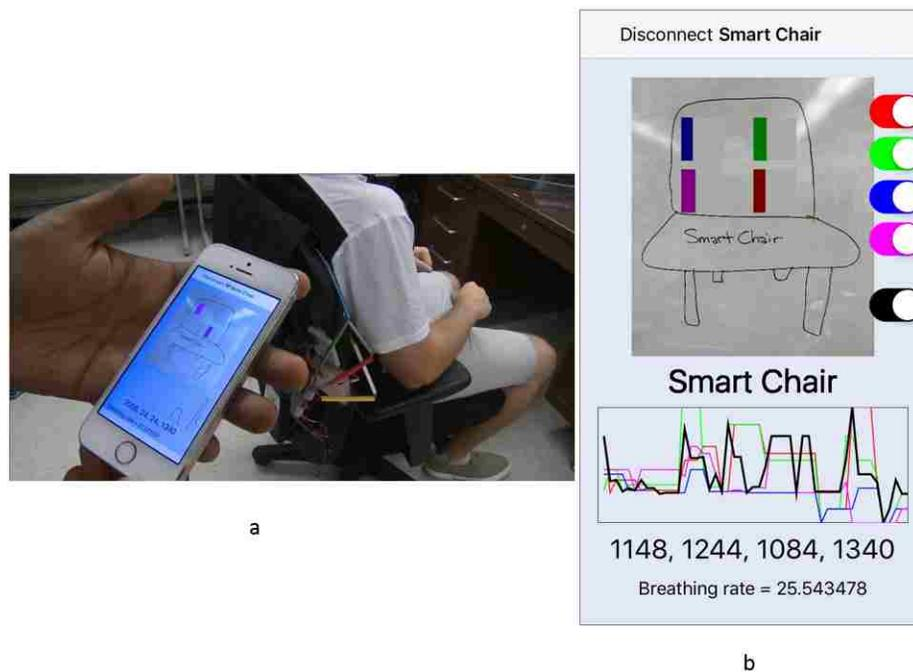 Disconnect Smart Chair
Smart Chair
Smart Chair
1148, 1244, 1084, 1340
Breathing rate = 25.543478
a
b